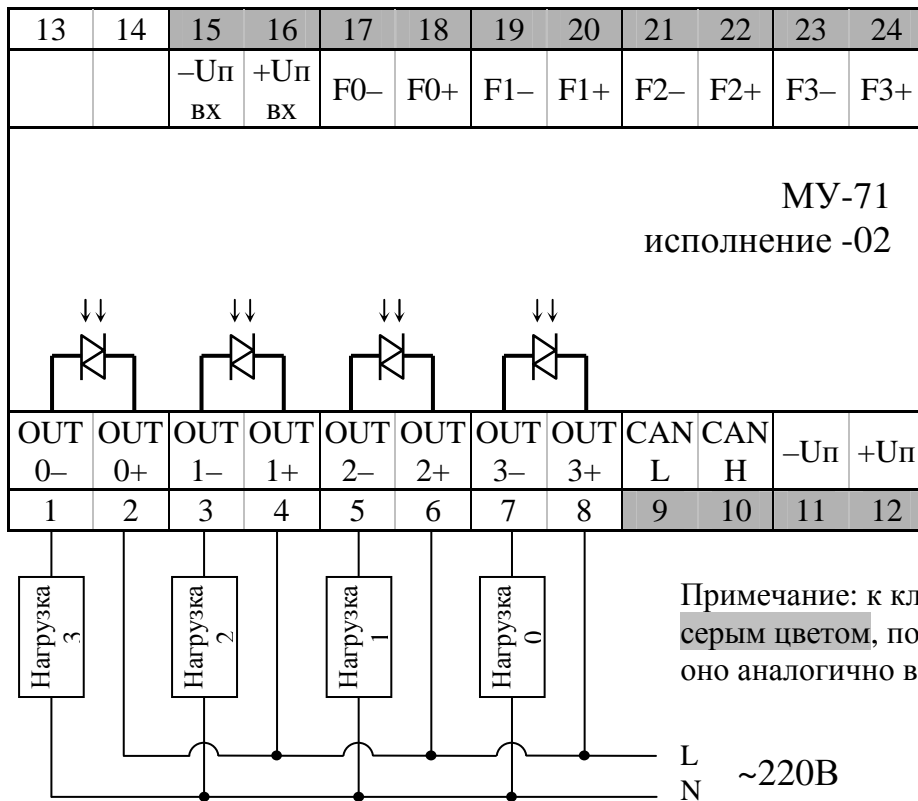 13 14 15 16 17 18 19 20 21 22 23 24
–Uп вх +Uп вх F0– F0+ F1– F1+ F2– F2+ F3– F3+
МУ-71
исполнение -02
OUT 0– OUT 0+ OUT 1– OUT 1+ OUT 2– OUT 2+ OUT 3– OUT 3+ CAN L CAN H –Uп +Uп
1 2 3 4 5 6 7 8 9 10 11 12
Нагрузка 3
Нагрузка 2
Нагрузка 1
Нагрузка 0
Примечание: к кл
серым цветом, по
оно аналогично в
L
~220В
N